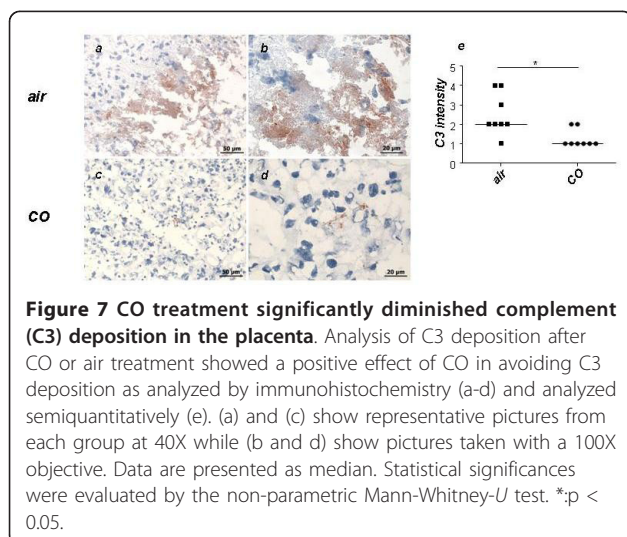 a
b
e
air
50 µm
20 µm
*
C3 intensity
5
4
3
2
1
0
air
CO
c
d
CO
50 µm
20 µm
Figure 7 CO treatment significantly diminished complement
(C3) deposition in the placenta. Analysis of C3 deposition after
CO or air treatment showed a positive effect of CO in avoiding C3
deposition as analyzed by immunohistochemistry (a-d) and analyzed
semiquantitatively (e). (a) and (c) show representative pictures from
each group at 40X while (b and d) show pictures taken with a 100X
objective. Data are presented as median. Statistical significances
were evaluated by the non-parametric Mann-Whitney-U test. *:p <
0.05.